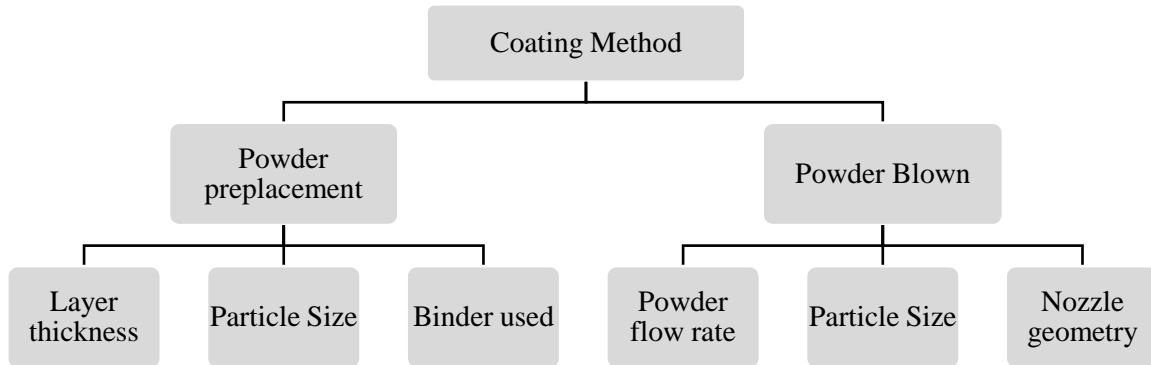 Coating Method
Powder
preplacement
Powder Blown
Layer
thickness
Particle Size
Binder used
Powder
flow rate
Particle Size
Nozzle
geometry